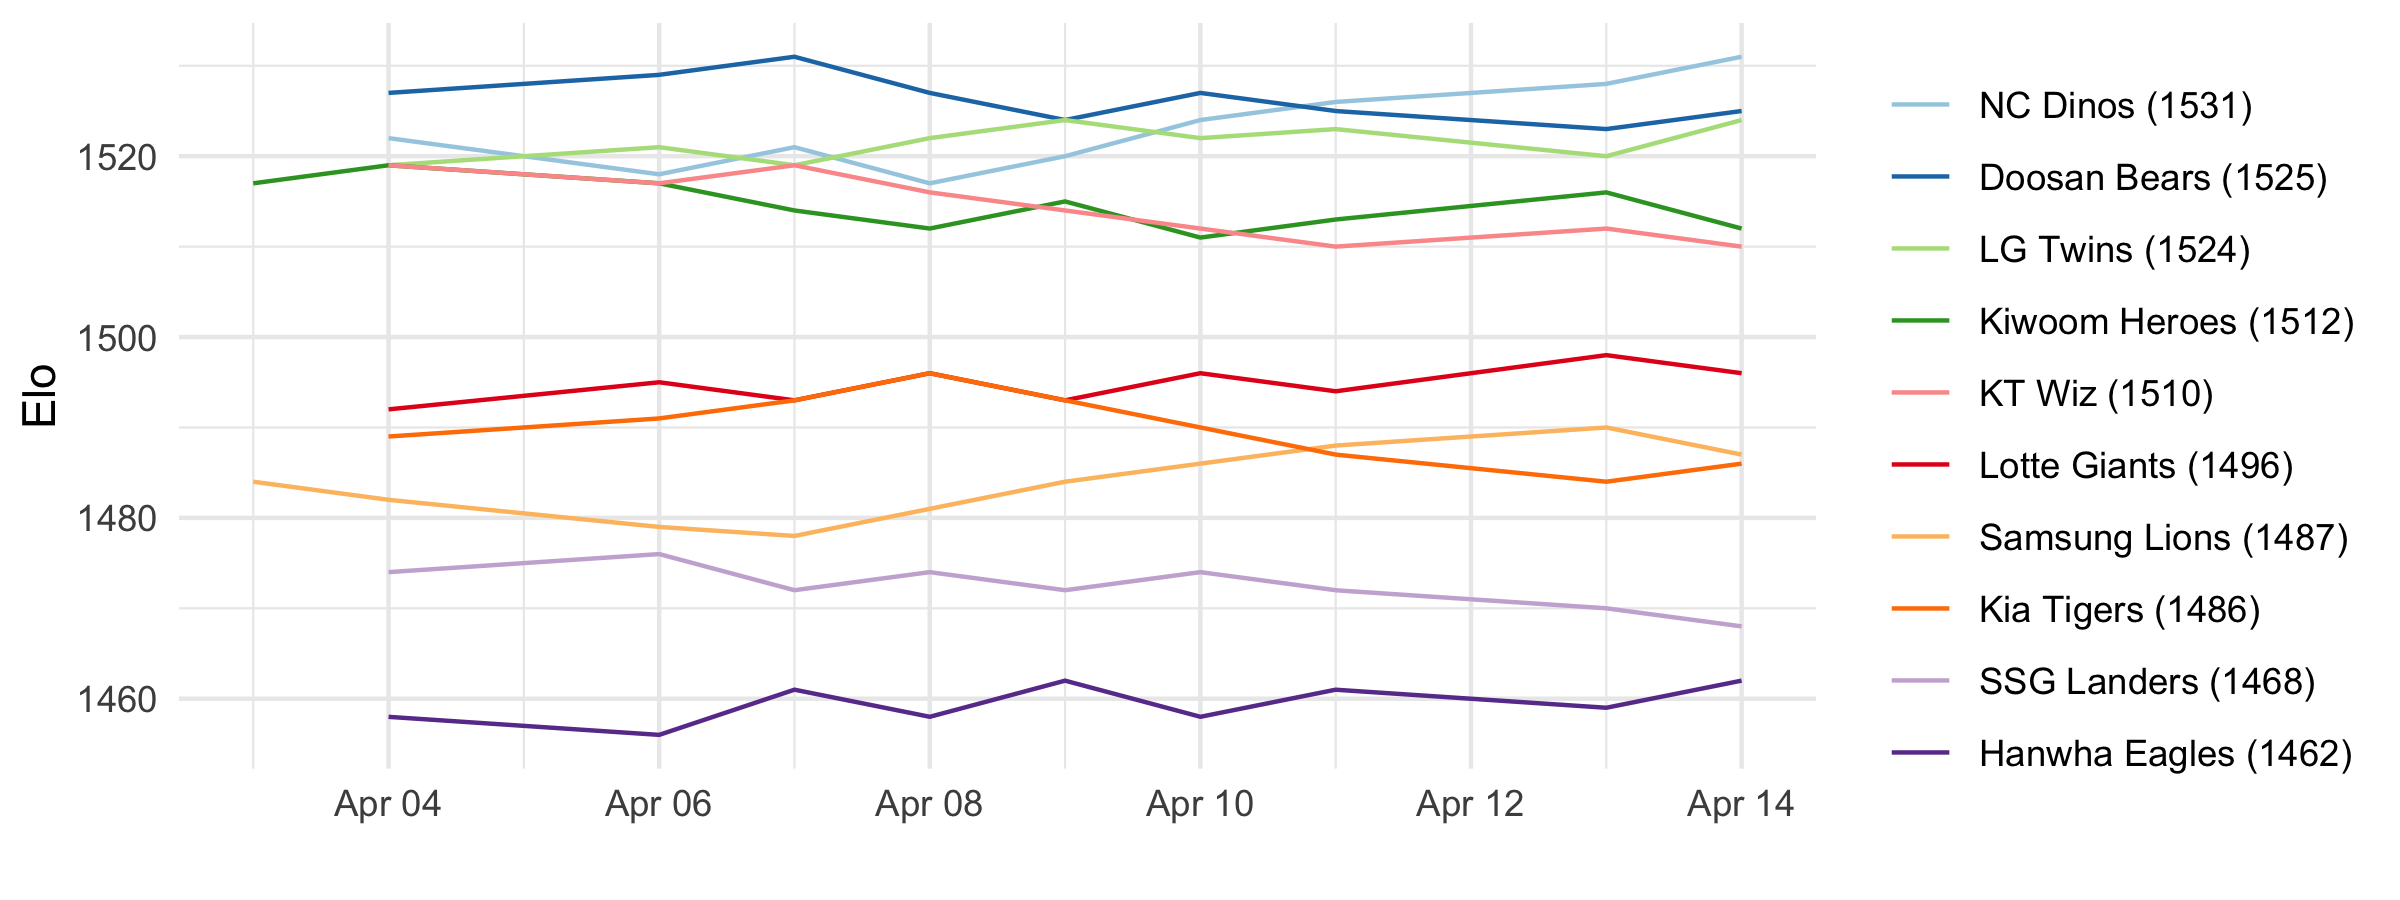 Elo
1520
1500
1480
1460
Apr 04
Apr 06
Apr 08
Apr 10
Apr 12
Apr 14
NC Dinos (1531)
Doosan Bears (1525)
LG Twins (1524)
Kiwoom Heroes (1512)
KT Wiz (1510)
Lotte Giants (1496)
Samsung Lions (1487)
Kia Tigers (1486)
SSG Landers (1468)
Hanwha Eagles (1462)